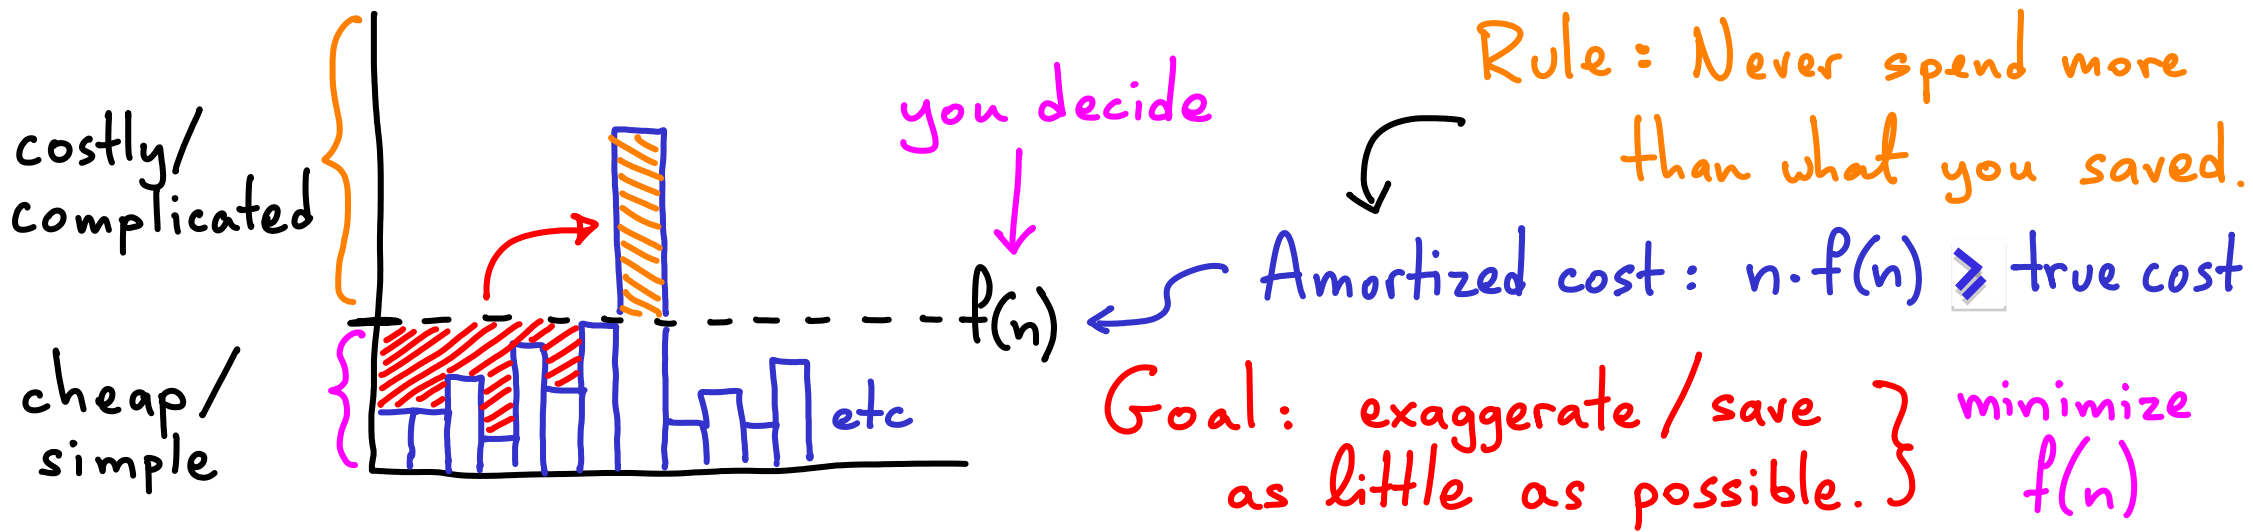 costly/
complicated
cheap/
simple
etc
you decide
f(n)
Rule: Never spend more
than what you saved.
Amortized cost: n·f(n) ⩾ true cost
Goal: exaggerate/save
as little as possible.
minimize
f(n)